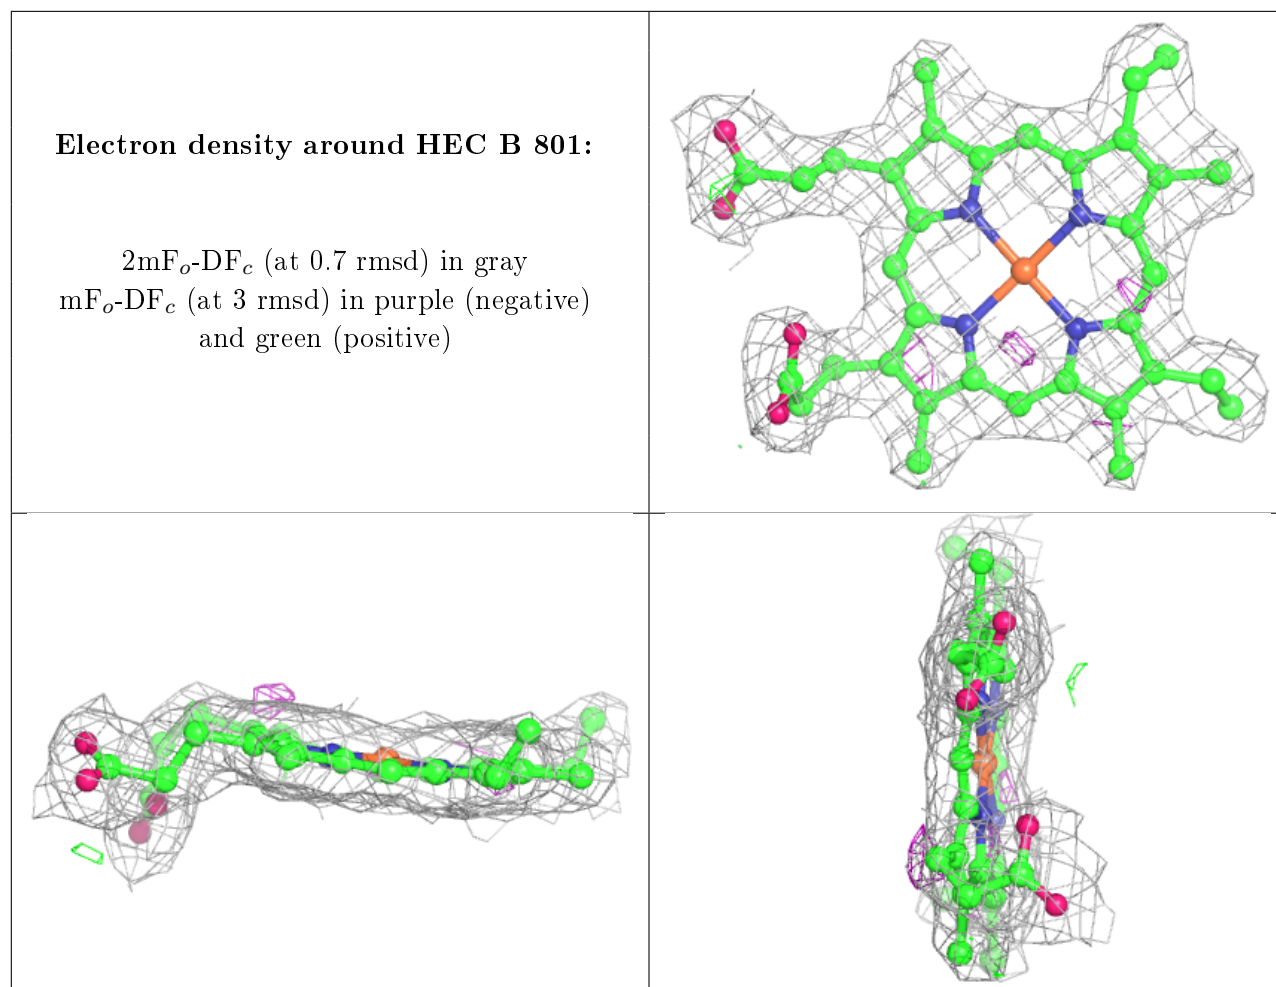 Electron density around HEC B 801:
2mFo-DFc (at 0.7 rmsd) in gray
mFo-DFc (at 3 rmsd) in purple (negative)
and green (positive)